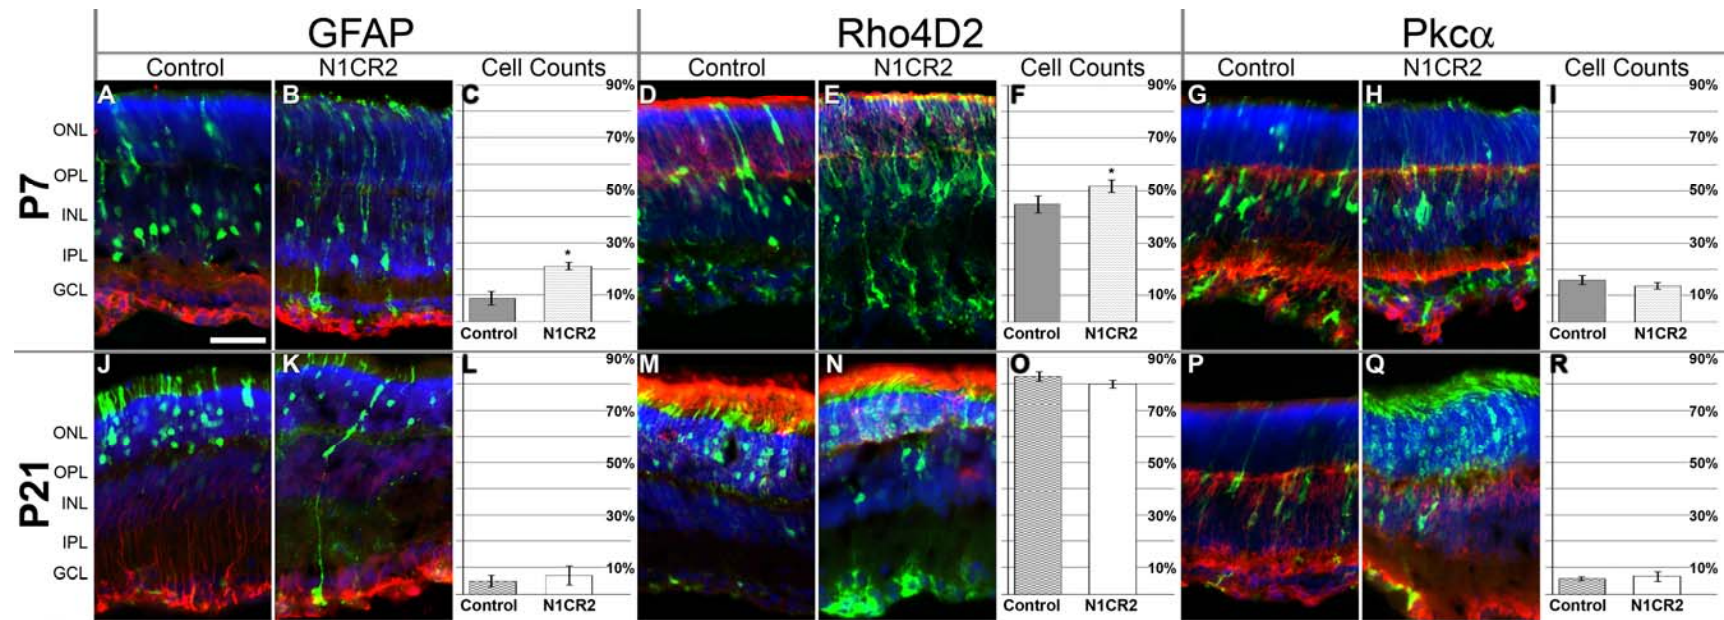 GFAP Rho4D2 Pkcα
Control N1CR2 Cell Counts Control N1CR2 Cell Counts Control N1CR2 Cell Counts
P7
ONL
OPL
INL
IPL
GCL
A B C D E F G H I
90% 90% 90%
70% 70% 70%
* *
50% 50% 50%
30% 30% 30%
10% 10% 10%
Control N1CR2 Control N1CR2 Control N1CR2
P21
ONL
OPL
INL
IPL
GCL
J K L M N O P Q R
90% 90% 90%
70% 70% 70%
50% 50% 50%
30% 30% 30%
10% 10% 10%
Control N1CR2 Control N1CR2 Control N1CR2